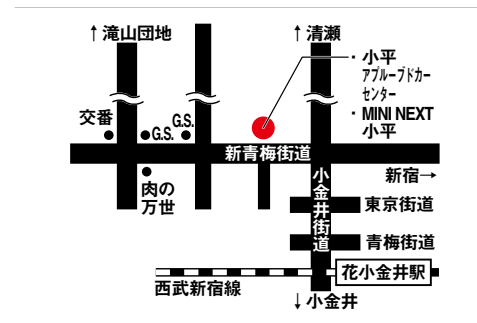 ↑滝山団地
↑清瀬
・小平
アプルーブドカー
センター
・MINI NEXT
小平
交番
G.S.
G.S.
新青梅街道
新宿→
肉の
万世
小金井街道
東京街道
青梅街道
花小金井駅
西武新宿線
↓小金井